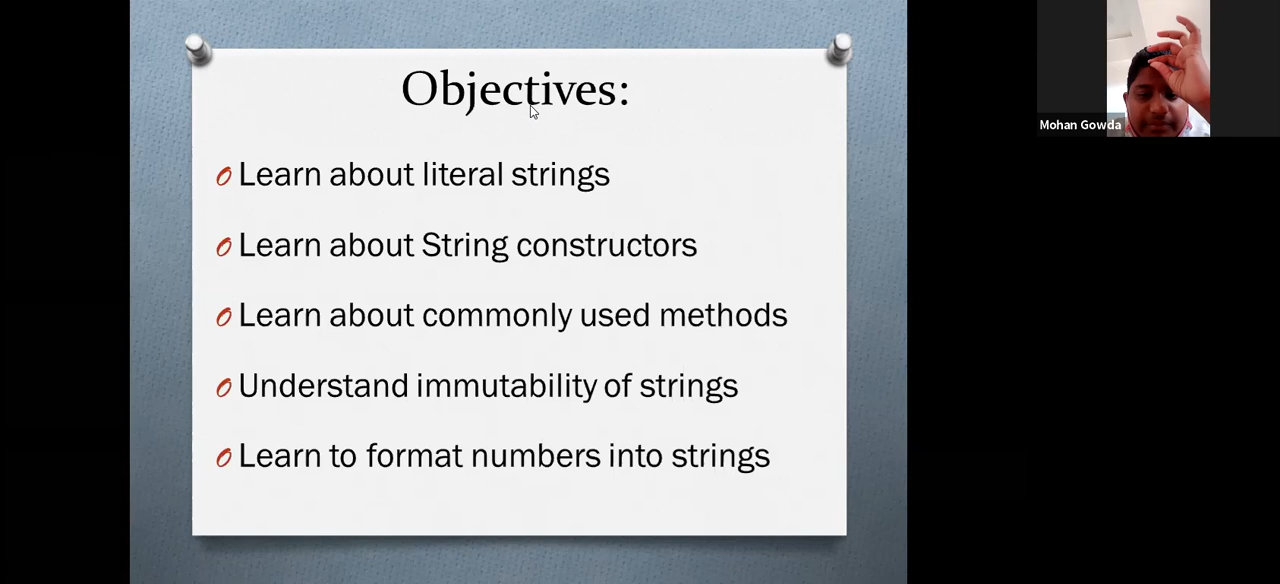 Objectives:
Learn about literal strings
Learn about String constructors
Learn about commonly used methods
Understand immutability of strings
Learn to format numbers into strings
Mohan Gowda